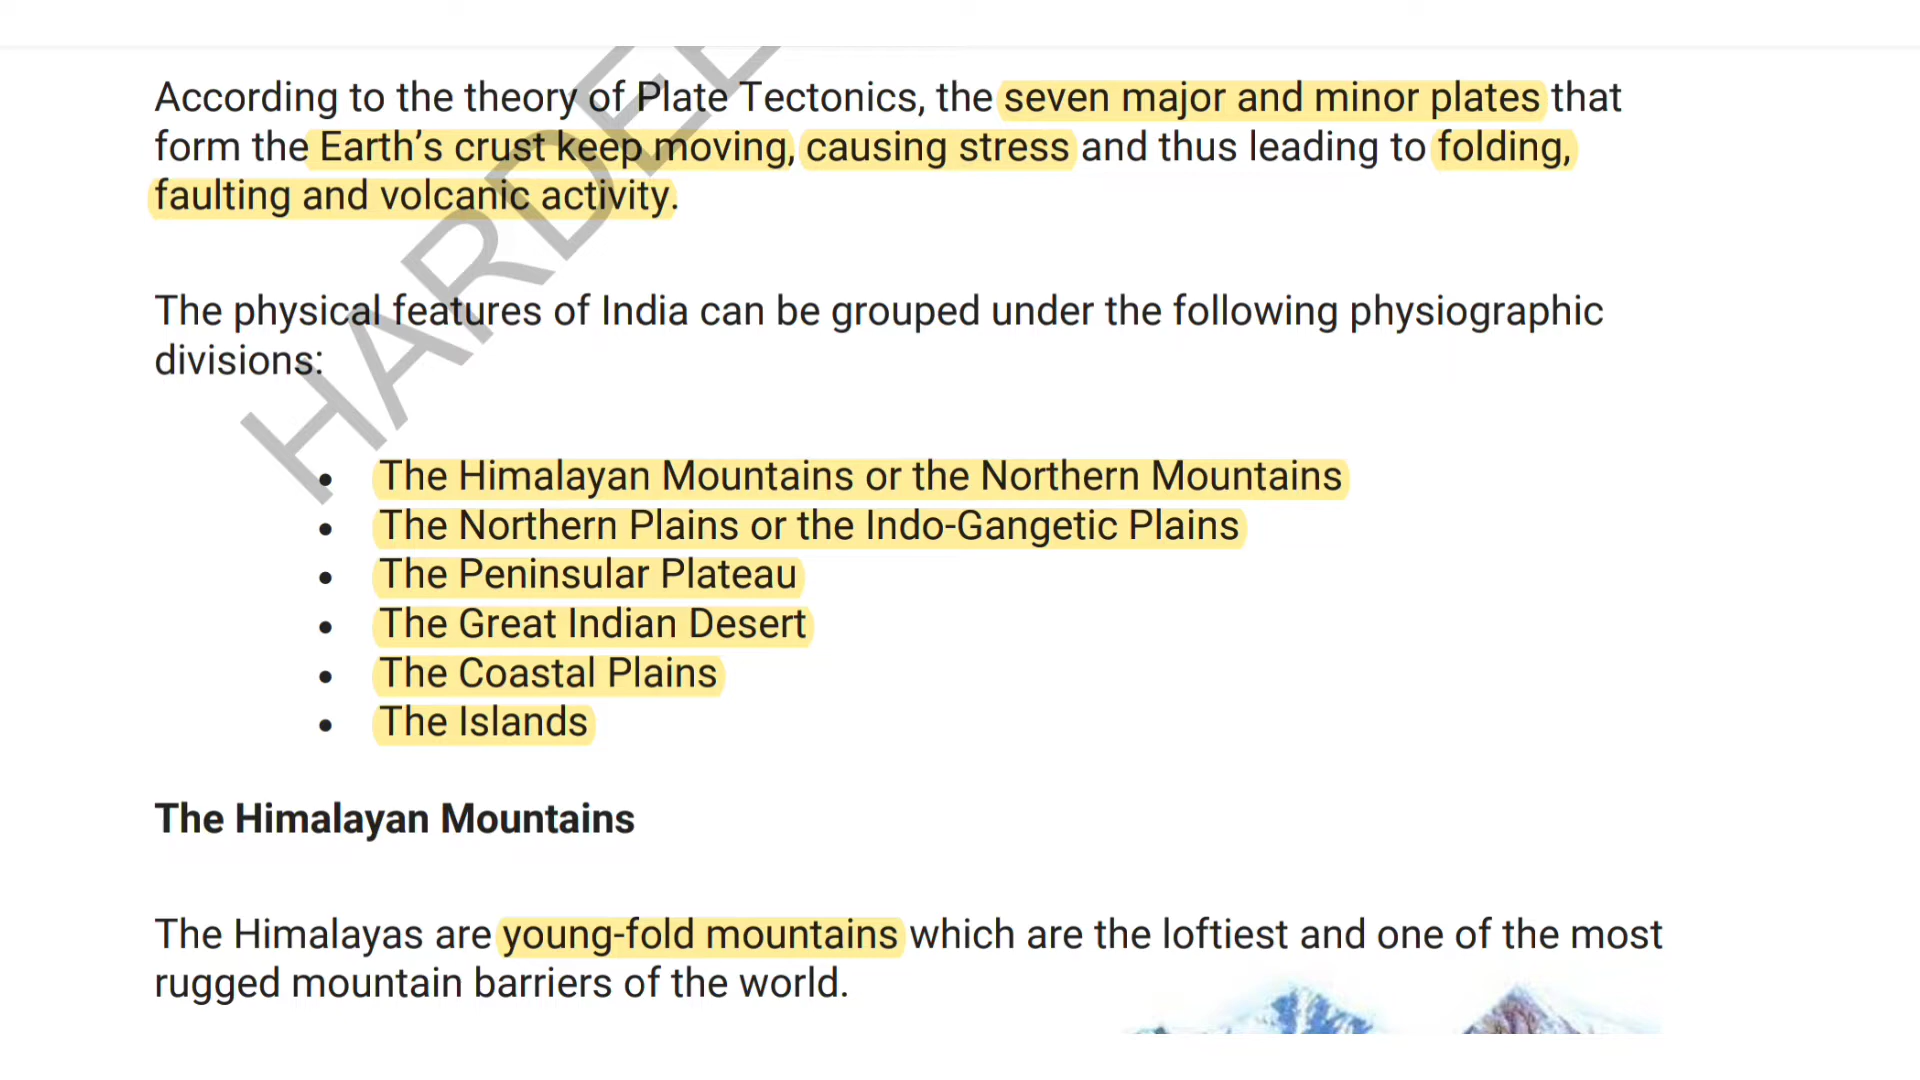 According to the theory of Plate Tectonics, the seven major and minor plates that
form the Earth’s crust keep moving, causing stress and thus leading to folding,
faulting and volcanic activity.
The physical features of India can be grouped under the following physiographic
divisions:
• The Himalayan Mountains or the Northern Mountains
• The Northern Plains or the Indo-Gangetic Plains
• The Peninsular Plateau
• The Great Indian Desert
• The Coastal Plains
• The Islands
The Himalayan Mountains
The Himalayas are young-fold mountains which are the loftiest and one of the most
rugged mountain barriers of the world.